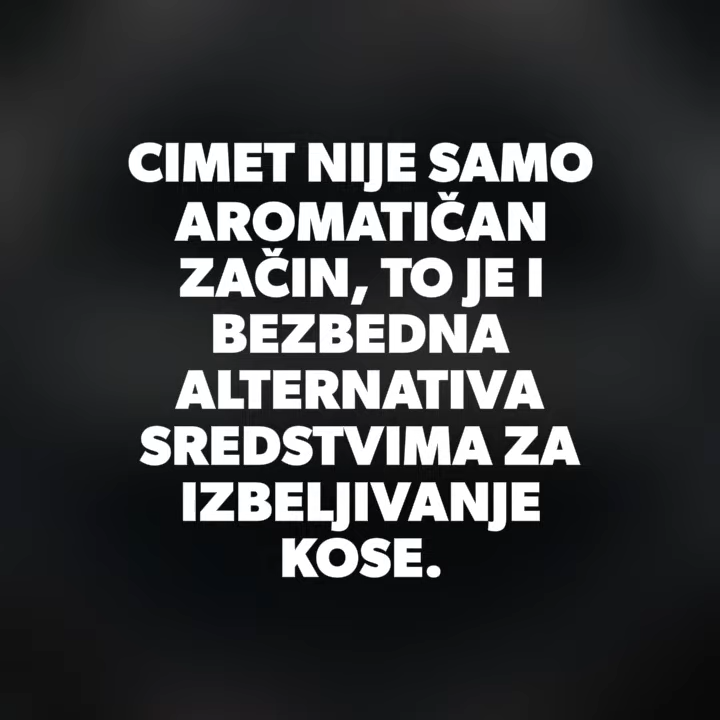 CIMET NIJE SAMO
AROMATIČAN
ZAČIN, TO JE I
BEZBEDNA
ALTERNATIVA
SREDSTVIMA ZA
IZBELJIVANJE
KOSE.